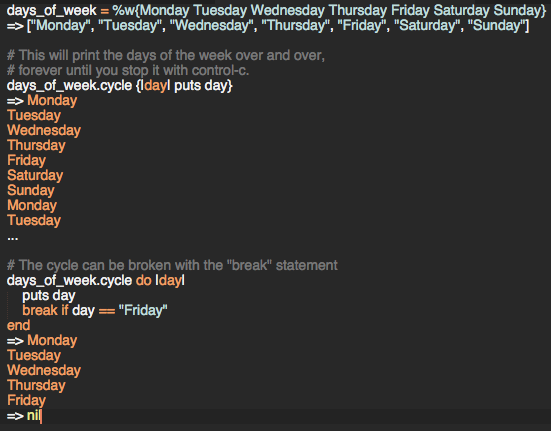 days_of_week = %w{Monday Tuesday Wednesday Thursday Friday Saturday Sunday}
=> ["Monday", "Tuesday", "Wednesday", "Thursday", "Friday", "Saturday", "Sunday"]
# This will print the days of the week over and over,
# forever until you stop it with control-c.
days_of_week.cycle {|day| puts day}
=> Monday
Tuesday
Wednesday
Thursday
Friday
Saturday
Sunday
Monday
Tuesday
...
# The cycle can be broken with the "break" statement
days_of_week.cycle do |day|
puts day
break if day == "Friday"
end
=> Monday
Tuesday
Wednesday
Thursday
Friday
=> nil